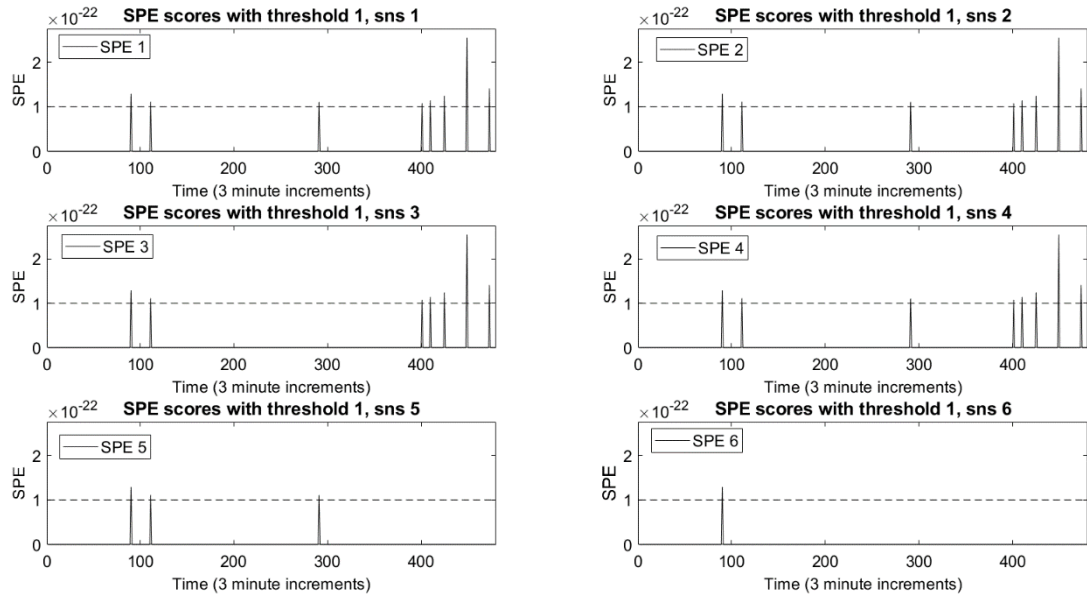 ×10-22 SPE scores with threshold 1, sns 1
SPE 1
SPE
2
1
0
0 100 200 300 400
Time (3 minute increments)
×10-22 SPE scores with threshold 1, sns 2
SPE 2
SPE
2
1
0
0 100 200 300 400
Time (3 minute increments)
×10-22 SPE scores with threshold 1, sns 3
SPE 3
SPE
2
1
0
0 100 200 300 400
Time (3 minute increments)
×10-22 SPE scores with threshold 1, sns 4
SPE 4
SPE
2
1
0
0 100 200 300 400
Time (3 minute increments)
×10-22 SPE scores with threshold 1, sns 5
SPE 5
SPE
2
1
0
0 100 200 300 400
Time (3 minute increments)
×10-22 SPE scores with threshold 1, sns 6
SPE 6
SPE
2
1
0
0 100 200 300 400
Time (3 minute increments)